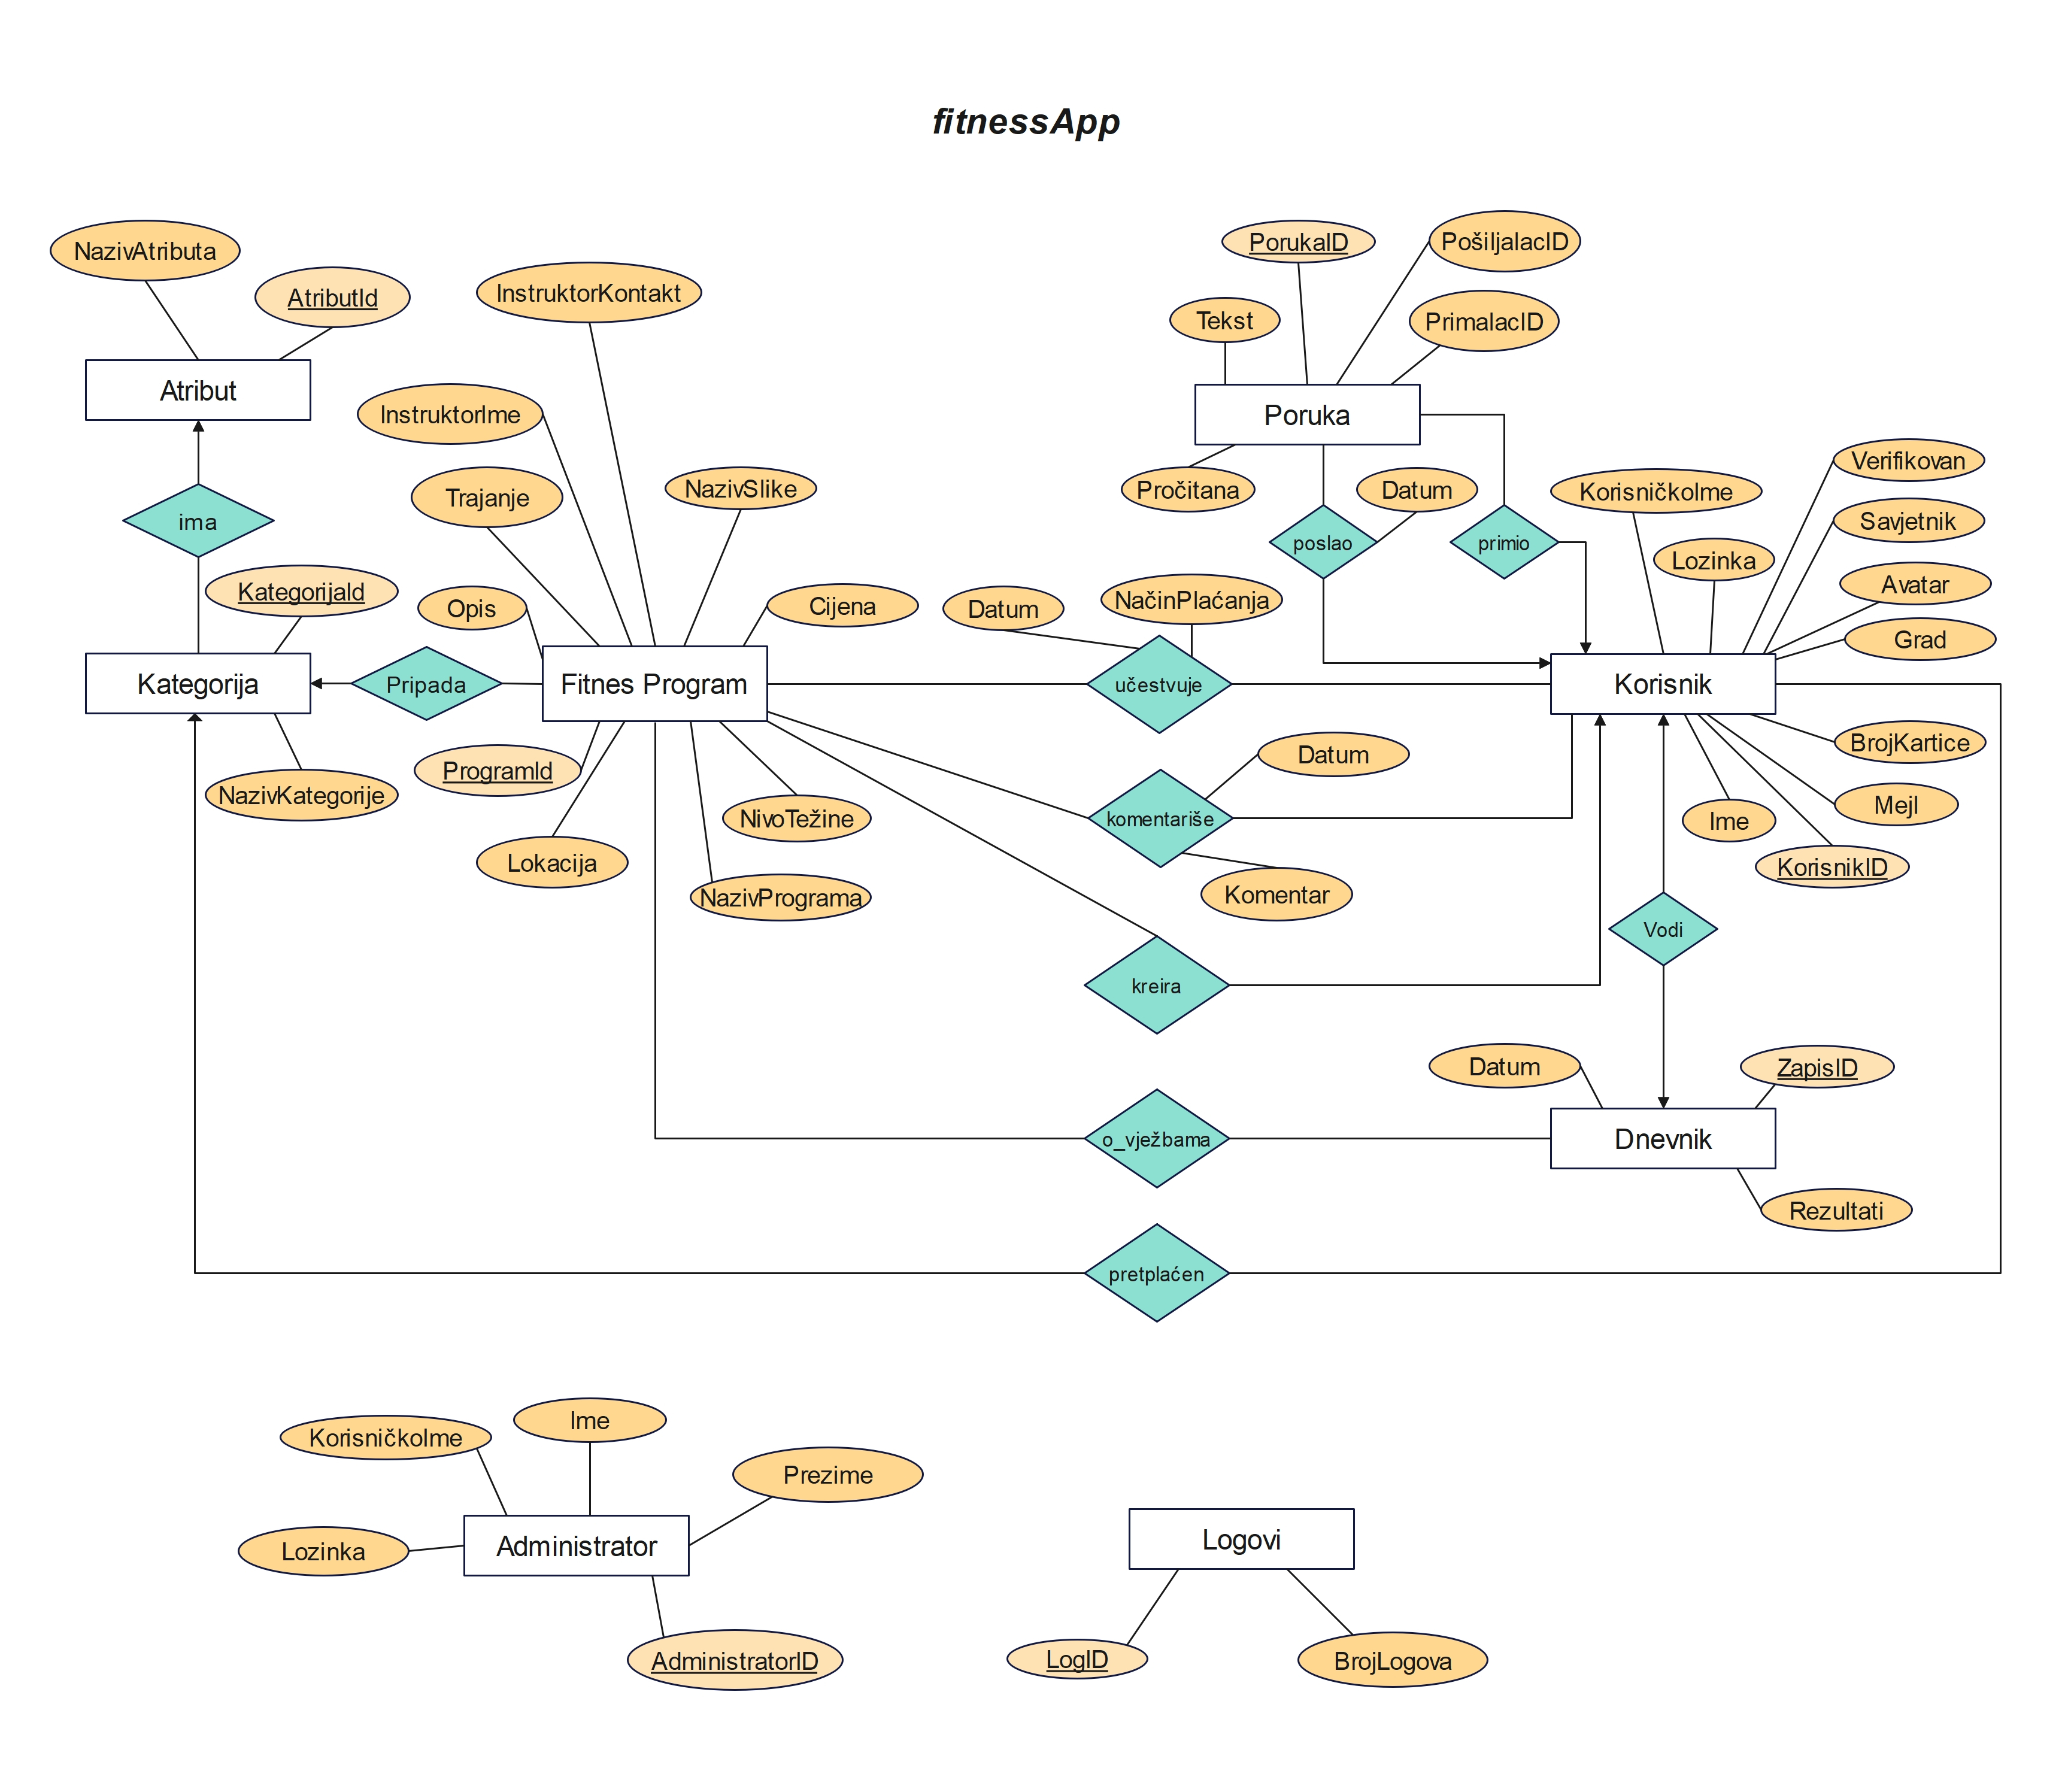 fitnessApp
NazivAtributa
AtributId
Atribut
ima
KategorijaId
Kategorija
NazivKategorije
Pripada
InstruktorKontakt
InstruktorIme
Trajanje
NazivSlike
Opis
Cijena
Fitnes Program
ProgramId
Lokacija
NivoTežine
NazivPrograma
PorukaID
PošiljalacID
Tekst
PrimalacID
Poruka
Pročitana
Datum
poslao
primio
Datum
NačinPlaćanja
učestvuje
KorisničkoIme
Lozinka
Verifikovan
Savjetnik
Avatar
Grad
Korisnik
BrojKartice
Mejl
Ime
KorisnikID
Datum
komentariše
Komentar
kreira
Vodi
Datum
ZapisID
Dnevnik
Rezultati
o_vježbama
pretplaćen
KorisničkoIme
Ime
Prezime
Lozinka
Administrator
AdministratorID
Logovi
LogID
BrojLogova